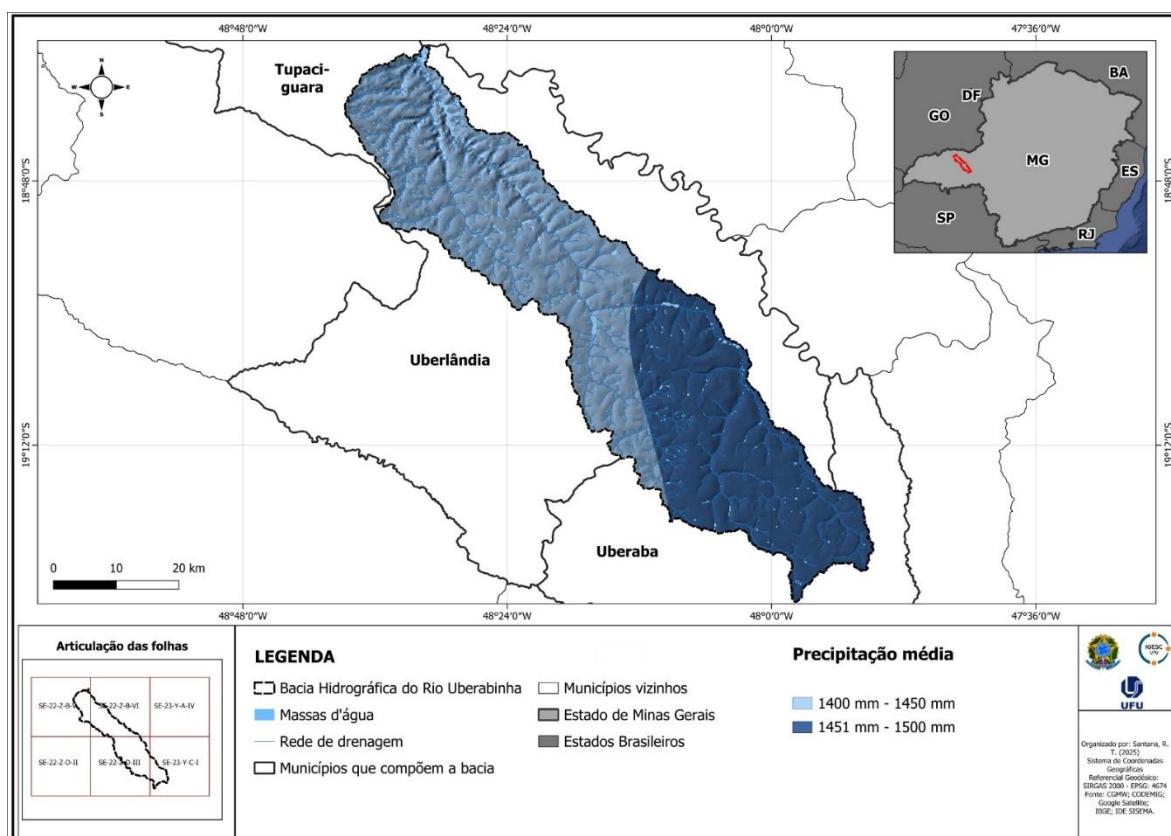 48°48'0"W
48°24'0"W
48°0'0"W
47°36'0"W
N
W
E
S
Tupaci-
guara
BA
DF
GO
MG
ES
SP
RJ
18°48'0"S
18°48'0"S
Uberlândia
19°12'0"S
19°12'0"S
Uberaba
0 10 20 km
48°48'0"W
48°24'0"W
48°0'0"W
47°36'0"W
Articulação das folhas
SE-22-Z-B-VI
SE-23-Y-A-IV
SE-22-Z-D-II
SE-22-Z-D-III
SE-23-Y-C-I
LEGENDA
Bacia Hidrográfica do Rio Uberabinha
Massas d'água
Rede de drenagem
Municípios que compõem a bacia
Municípios vizinhos
Estado de Minas Gerais
Estados Brasileiros
Precipitação média
1400 mm - 1450 mm
1451 mm - 1500 mm
IGESC
UFU
UFU
Organizado por: Santana, R.
T. (2025)
Sistema de Coordenadas
Geográficas
Referencial Geodésico:
SIRGAS 2000 - EPSG: 4674
Fonte: CGMW; CODEMIG;
Google Satellite;
IBGE; IDE SISEMA.